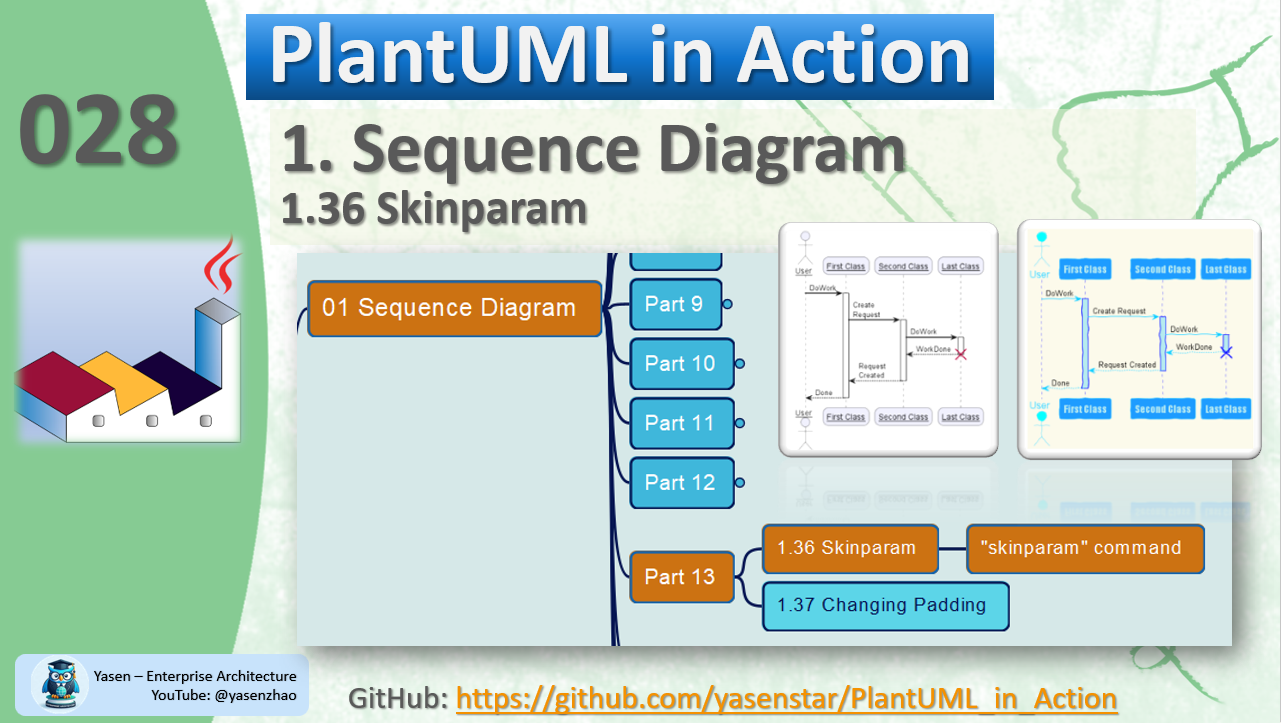 PlantUML in Action
028
1. Sequence Diagram
1.36 Skinparam
01 Sequence Diagram
Part 9
Part 10
Part 11
Part 12
Part 13
1.36 Skinparam
"skinparam" command
1.37 Changing Padding
User
First Class
Second Class
Last Class
DoWork
Create
Request
DoWork
WorkDone
Request
Created
Done
User
First Class
Second Class
Last Class
User
First Class
Second Class
Last Class
DoWork
Create Request
DoWork
WorkDone
Request Created
Done
User
First Class
Second Class
Last Class
Yasen – Enterprise Architecture
YouTube: @yasenzhao
GitHub: https://github.com/yasenstar/PlantUML_in_Action